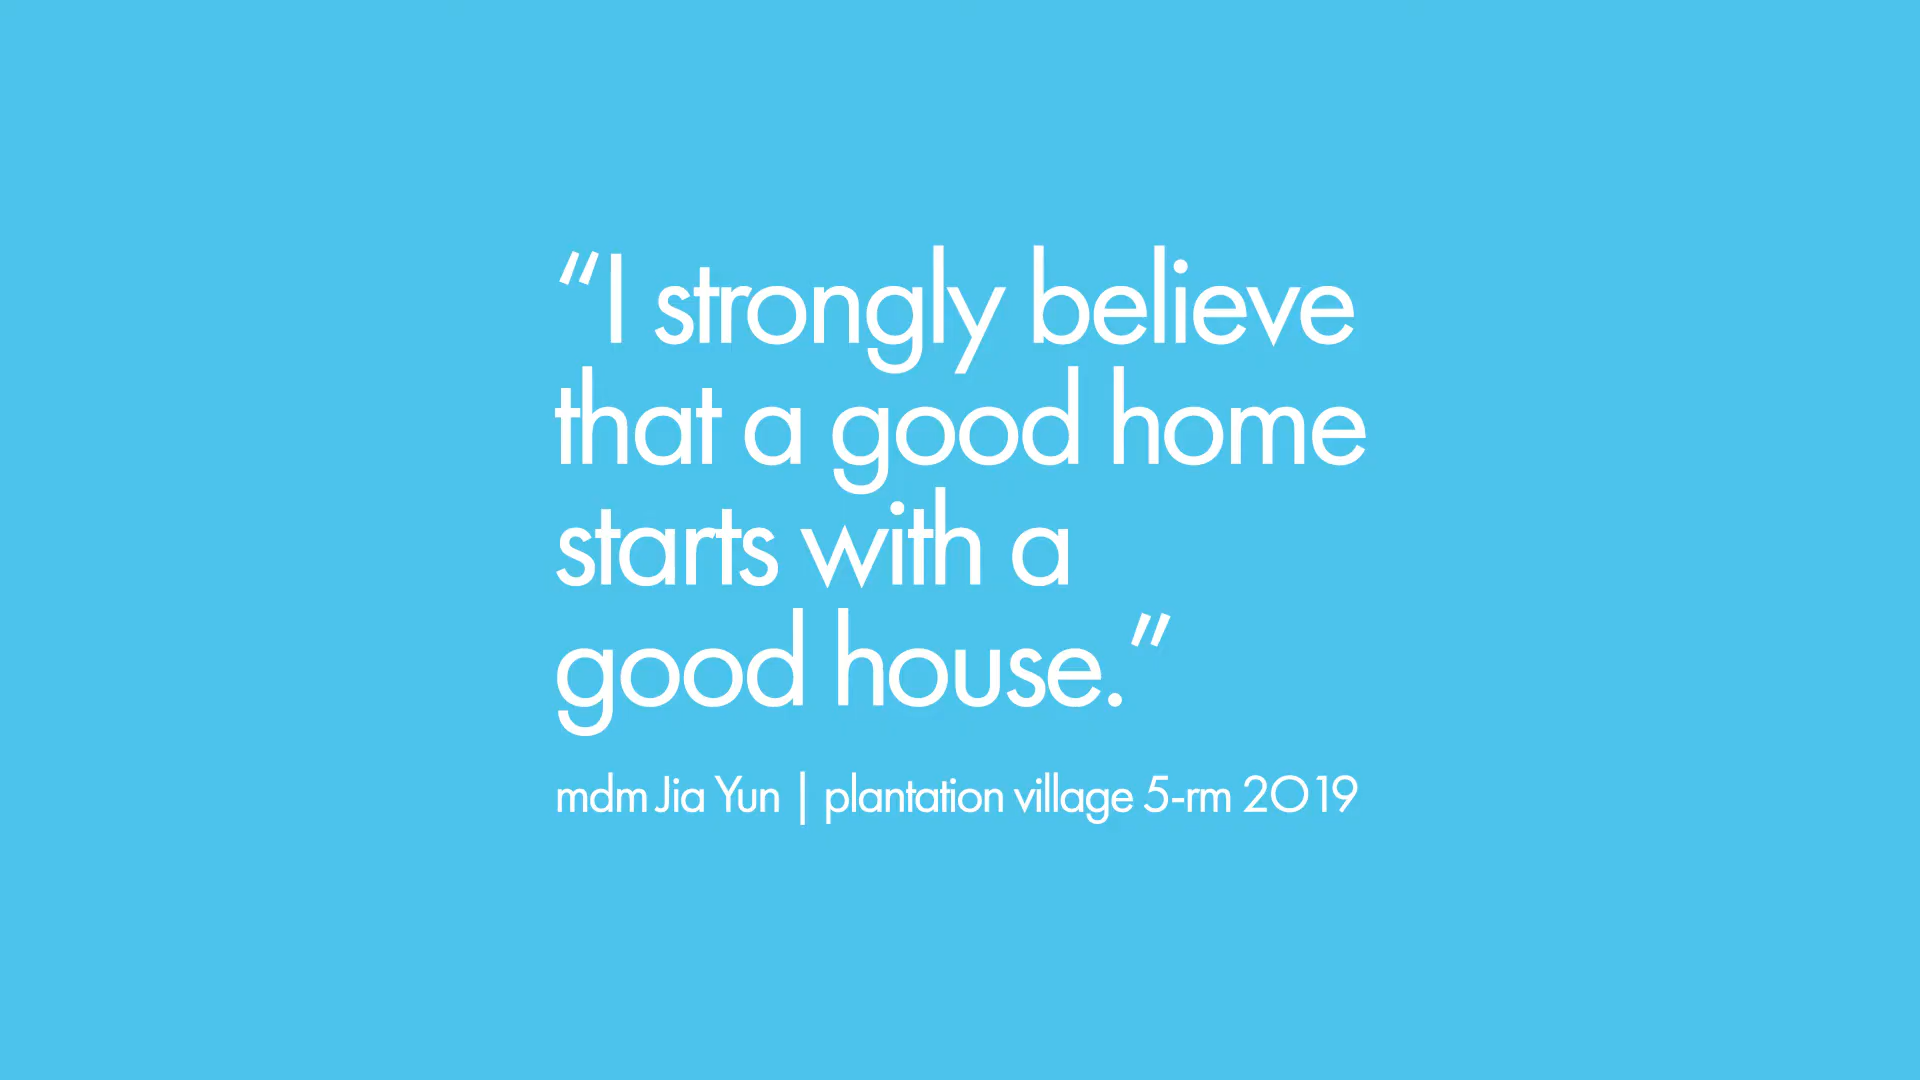 “I strongly believe
that a good home
starts with a
good house.”
mdm Jia Yun | plantation village 5-rm 2019